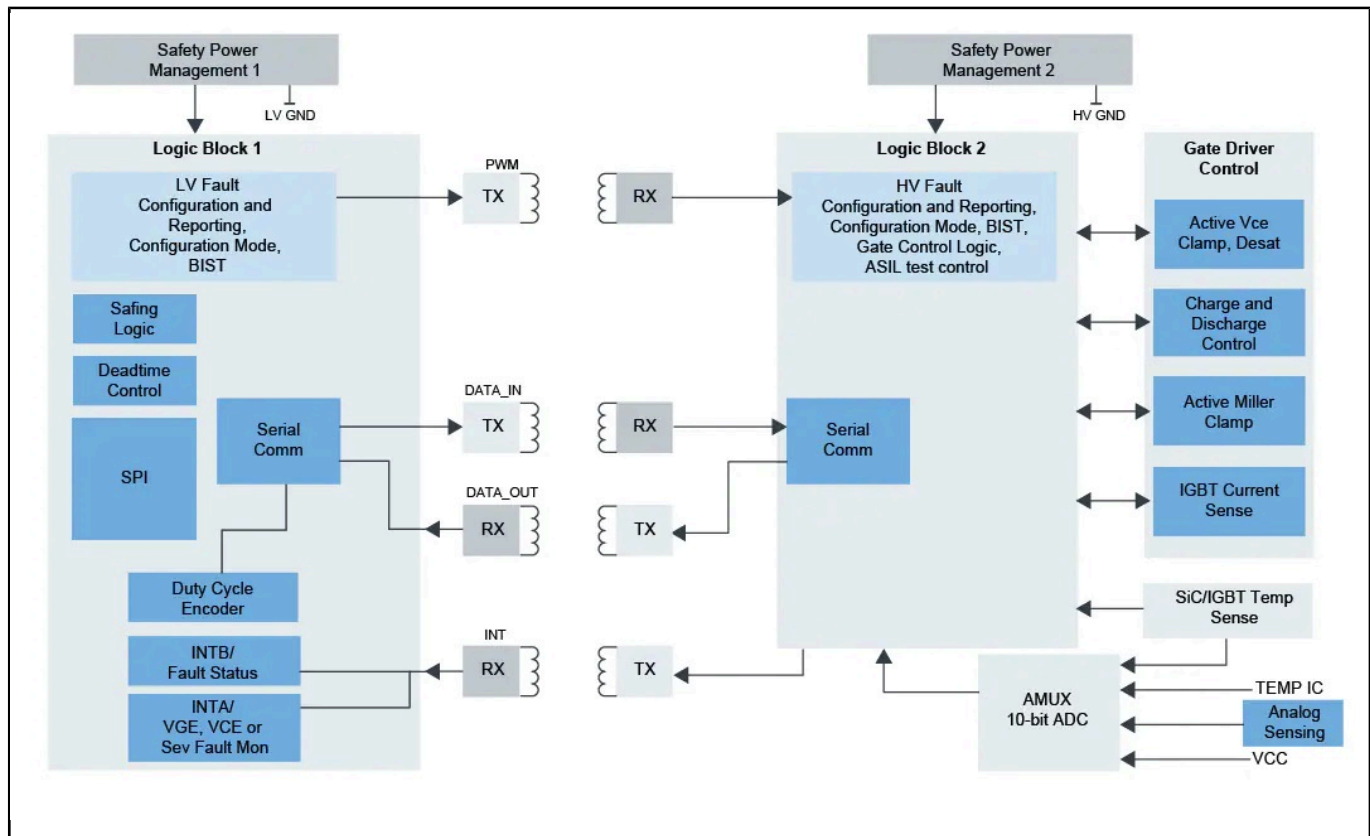 Safety Power
Management 1
LV GND
Safety Power
Management 2
HV GND
Logic Block 1
LV Fault
Configuration and
Reporting,
Configuration Mode,
BIST
Safing
Logic
Deadtime
Control
SPI
Serial
Comm
Duty Cycle
Encoder
INTB/
Fault Status
INTA/
VGE, VCE or
Sev Fault Mon
PWM
TX
RX
DATA_IN
TX
RX
DATA_OUT
RX
TX
INT
RX
TX
Logic Block 2
HV Fault
Configuration and Reporting,
Configuration Mode, BIST,
Gate Control Logic,
ASIL test control
Serial
Comm
Gate Driver
Control
Active Vce
Clamp, Desat
Charge and
Discharge
Control
Active Miller
Clamp
IGBT Current
Sense
SiC/IGBT Temp
Sense
AMUX
10-bit ADC
TEMP IC
Analog
Sensing
VCC